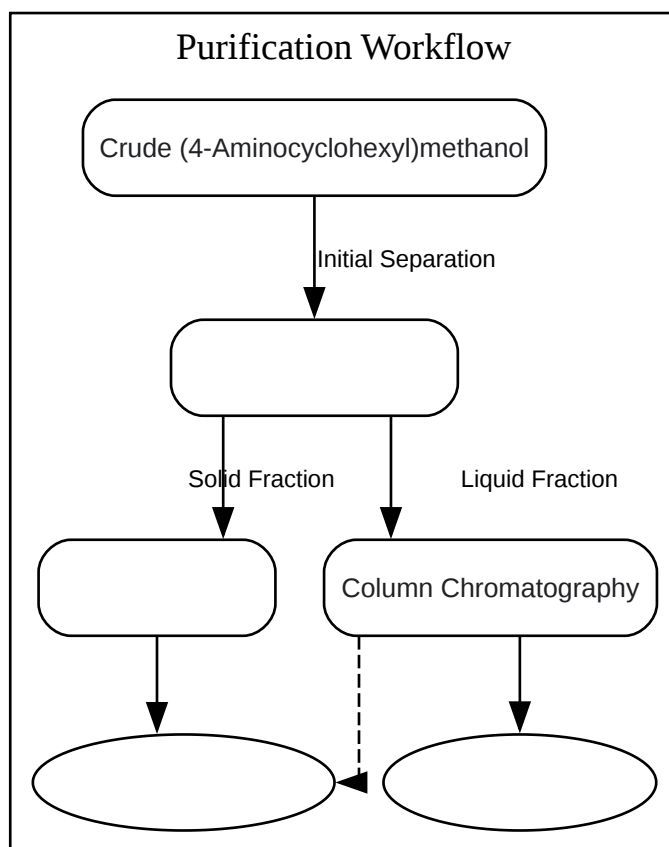 Purification Workflow
Crude (4-Aminocyclohexyl)methanol
Initial Separation
Solid Fraction
Liquid Fraction
Column Chromatography